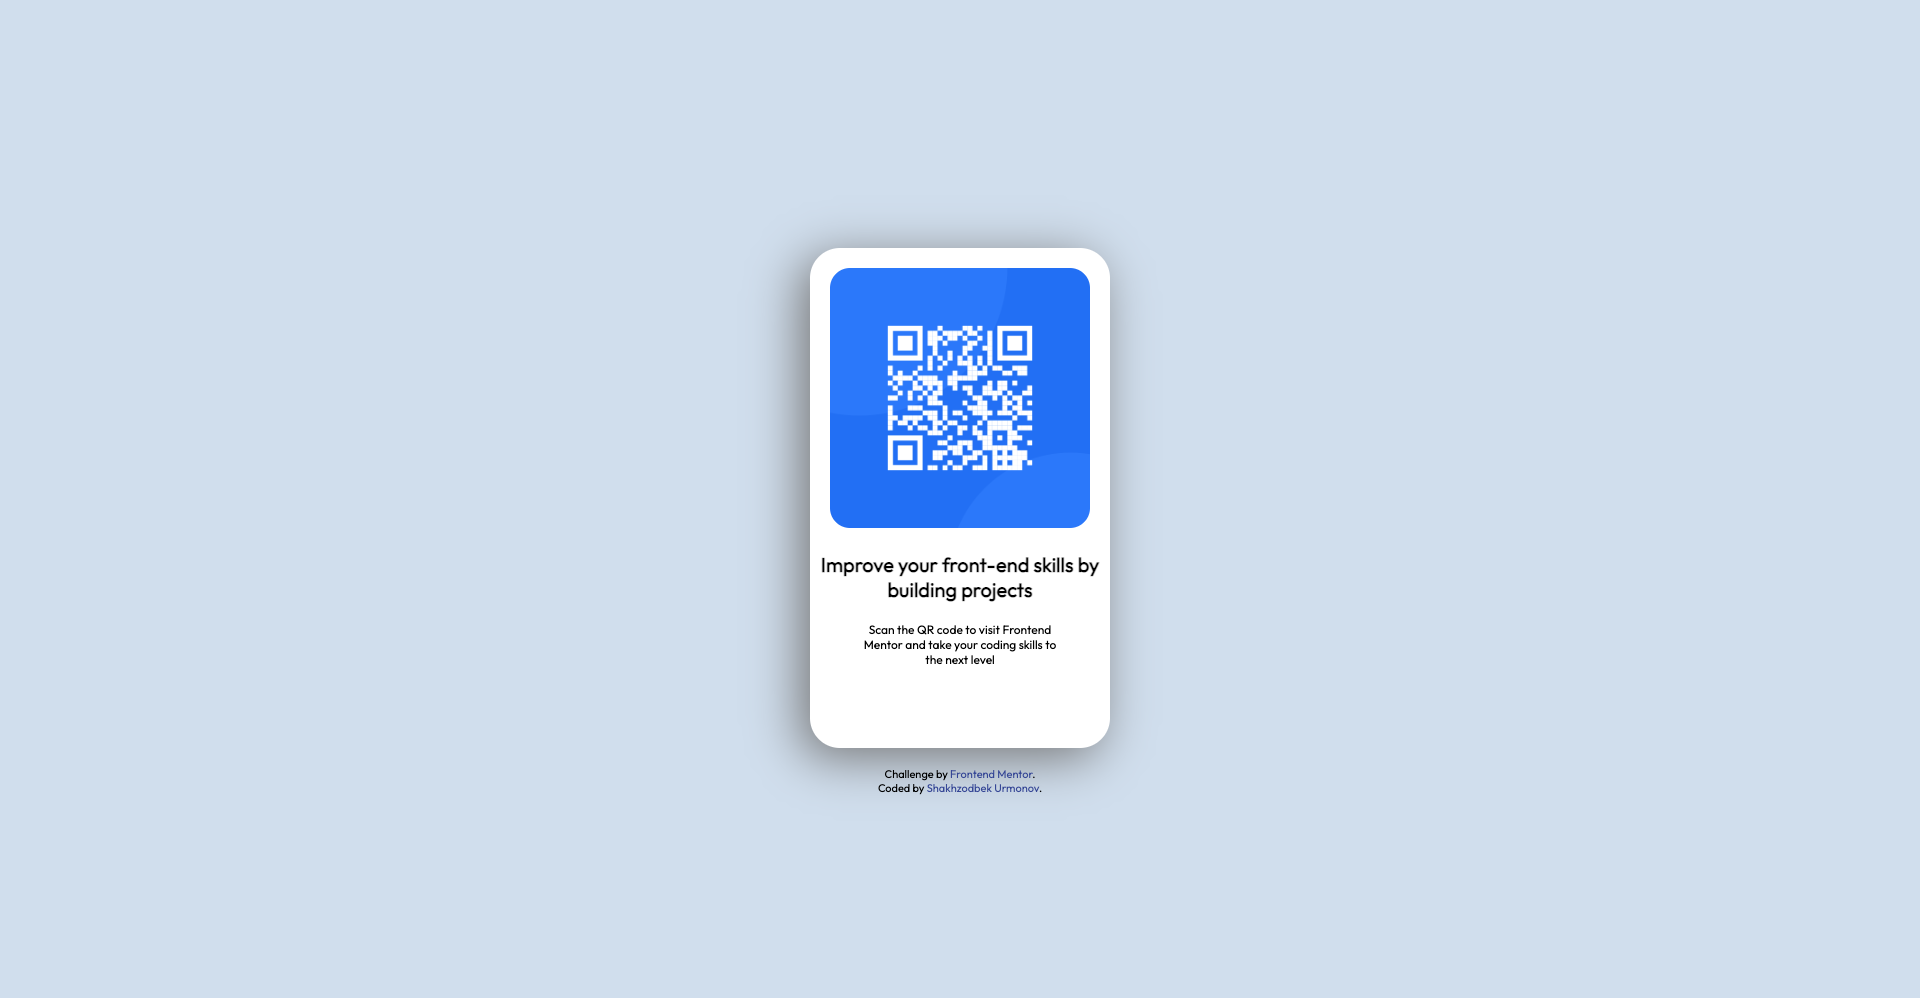 Improve your front-end skills by
building projects
Scan the QR code to visit Frontend
Mentor and take your coding skills to
the next level
Challenge by Frontend Mentor.
Coded by Shakhzodbek Urmonov.